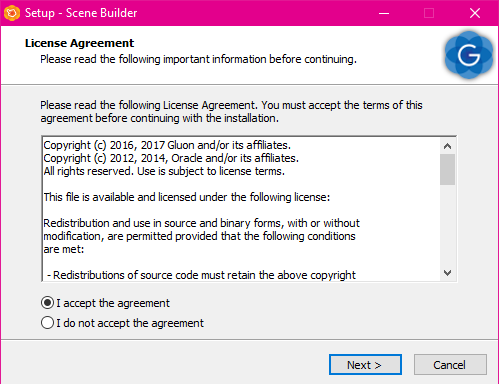 Setup - Scene Builder
License Agreement
Please read the following important information before continuing.
G
Please read the following License Agreement. You must accept the terms of this
agreement before continuing with the installation.
Copyright (c) 2016, 2017 Gluon and/or its affiliates.
Copyright (c) 2012, 2014, Oracle and/or its affiliates.
All rights reserved. Use is subject to license terms.
This file is available and licensed under the following license:
Redistribution and use in source and binary forms, with or without
modification, are permitted provided that the following conditions
are met:
- Redistributions of source code must retain the above copyright
I accept the agreement
I do not accept the agreement
Next >
Cancel